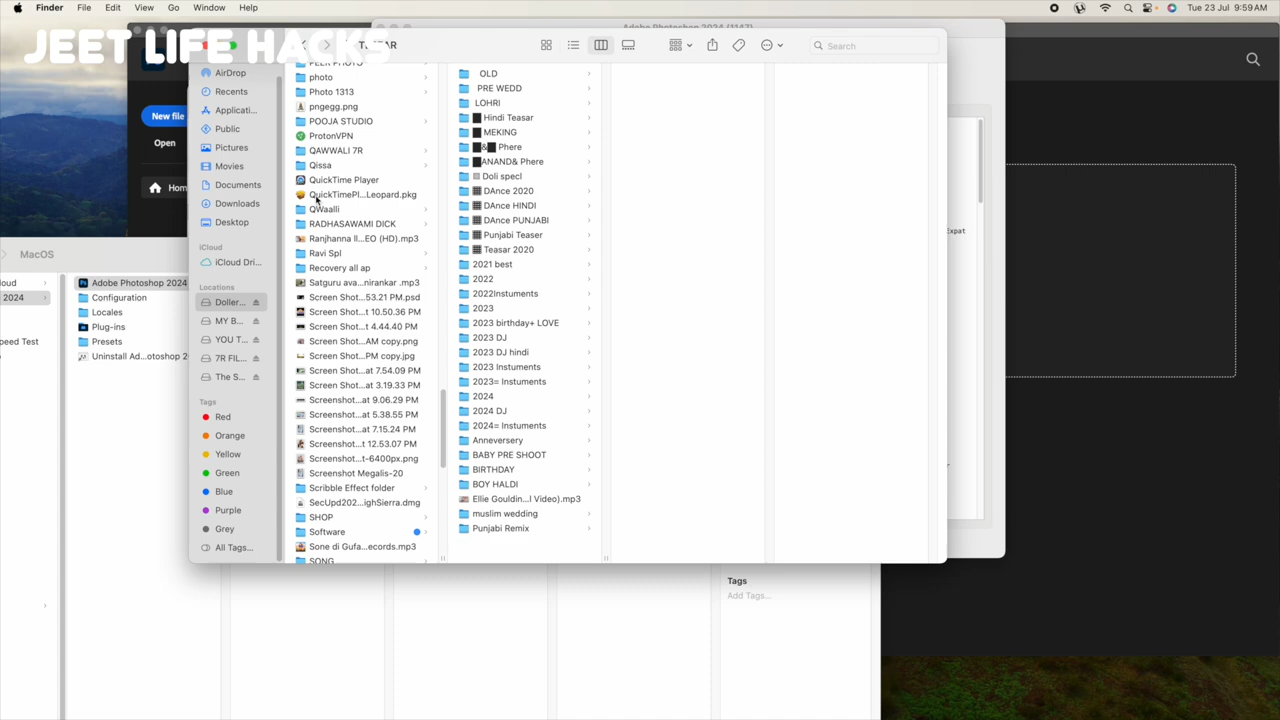 Finder File Edit View Go Window Help
Tue 23 Jul 9:59 AM
Adobe Photoshop 2024 (1147)
JEET LIFE HACKS
TEASAR
Search
AirDrop
Recents
Applicati...
Public
Pictures
Movies
Documents
Downloads
Desktop
iCloud
iCloud Dri...
Locations
Doller...
MY B...
YOU T...
7R FIL...
The S...
Tags
Red
Orange
Yellow
Green
Blue
Purple
Grey
All Tags...
photo
Photo 1313
pngegg.png
POOJA STUDIO
ProtonVPN
QAWWALI 7R
Qissa
QuickTime Player
QuickTimePl...Leopard.pkg
QWaalli
RADHASAWAMI DICK
Ranjhanna ll...EO (HD).mp3
Ravi Spl
Recovery all ap
Satguru ava...nirankar .mp3
Screen Shot...53.21 PM.psd
Screen Shot...t 10.50.36 PM
Screen Shot...t 4.44.40 PM
Screen Shot...AM copy.png
Screen Shot...PM copy.jpg
Screen Shot...at 7.54.09 PM
Screen Shot...at 3.19.33 PM
Screenshot...at 9.06.29 PM
Screenshot...at 5.38.55 PM
Screenshot...at 7.15.24 PM
Screenshot...t 12.53.07 PM
Screenshot...t-6400px.png
Screenshot Megalis-20
Scribble Effect folder
SecUpd202...ighSierra.dmg
SHOP
Software
Sone di Gufa...ecords.mp3
SONG
OLD
PRE WEDD
LOHRI
Hindi Teasar
MEKING
& Phere
ANAND& Phere
Doli specl
DAnce 2020
DAnce HINDI
DAnce PUNJABI
Punjabi Teaser
Teasar 2020
2021 best
2022
2022Instuments
2023
2023 birthday+ LOVE
2023 DJ
2023 DJ hindi
2023 Instuments
2023= Instuments
2024
2024 DJ
2024= Instuments
Anneversery
BABY PRE SHOOT
BIRTHDAY
BOY HALDI
Ellie Gouldin...l Video).mp3
muslim wedding
Punjabi Remix
New file
Open
Hom
MacOS
loud
2024
peed Test
Adobe Photoshop 2024
Configuration
Locales
Plug-ins
Presets
Uninstall Ad...otoshop 2
Expat
Tags
Add Tags...